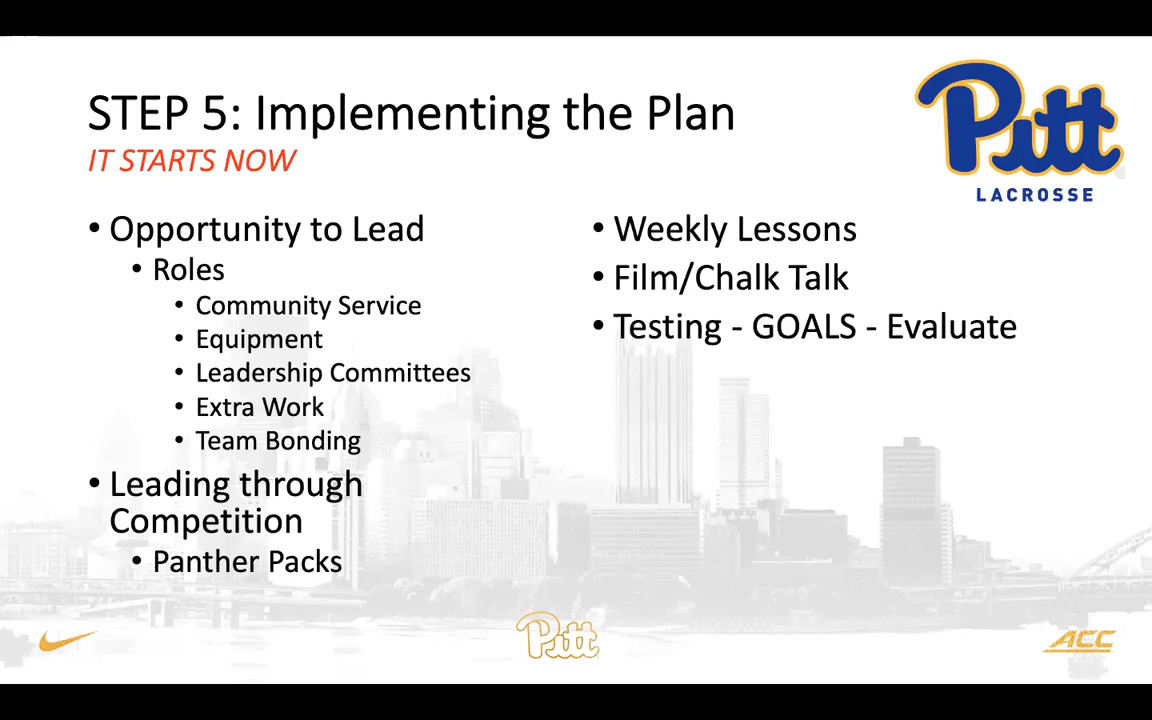 STEP 5: Implementing the Plan
IT STARTS NOW
Pitt
LACROSSE
• Opportunity to Lead
• Roles
• Community Service
• Equipment
• Leadership Committees
• Extra Work
• Team Bonding
• Leading through
Competition
• Panther Packs
• Weekly Lessons
• Film/Chalk Talk
• Testing - GOALS - Evaluate
Pitt
ACC